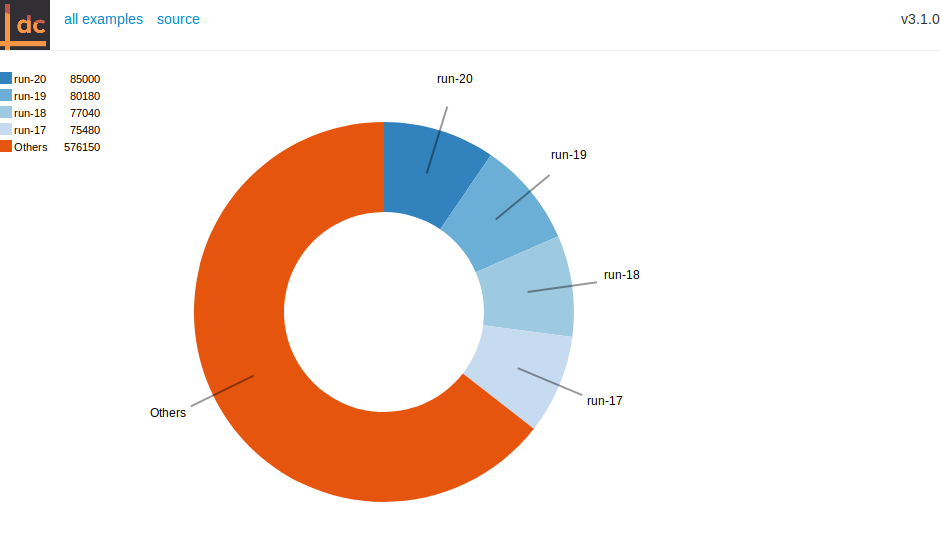 dc all examples source v3.1.0
run-20 85000
run-19 80180
run-18 77040
run-17 75480
Others 576150
run-20
run-19
run-18
run-17
Others